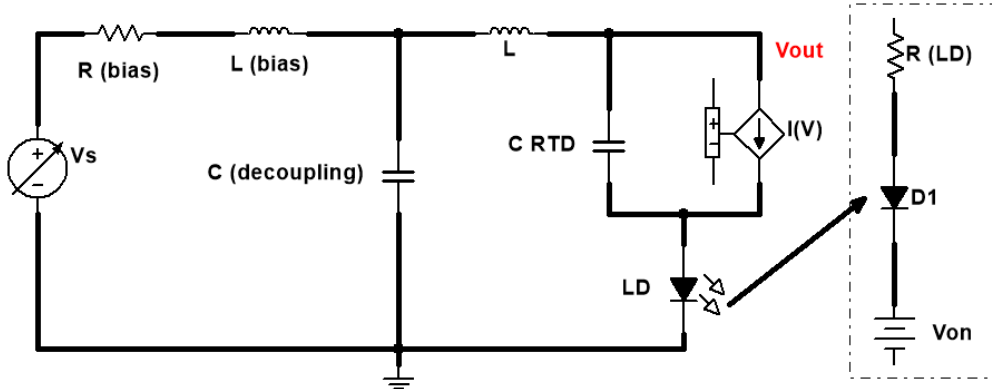 R (bias)
L (bias)
L
Vout
R (LD)
Vs
C (decoupling)
C RTD
+
-
I(V)
+
-
D1
LD
Von